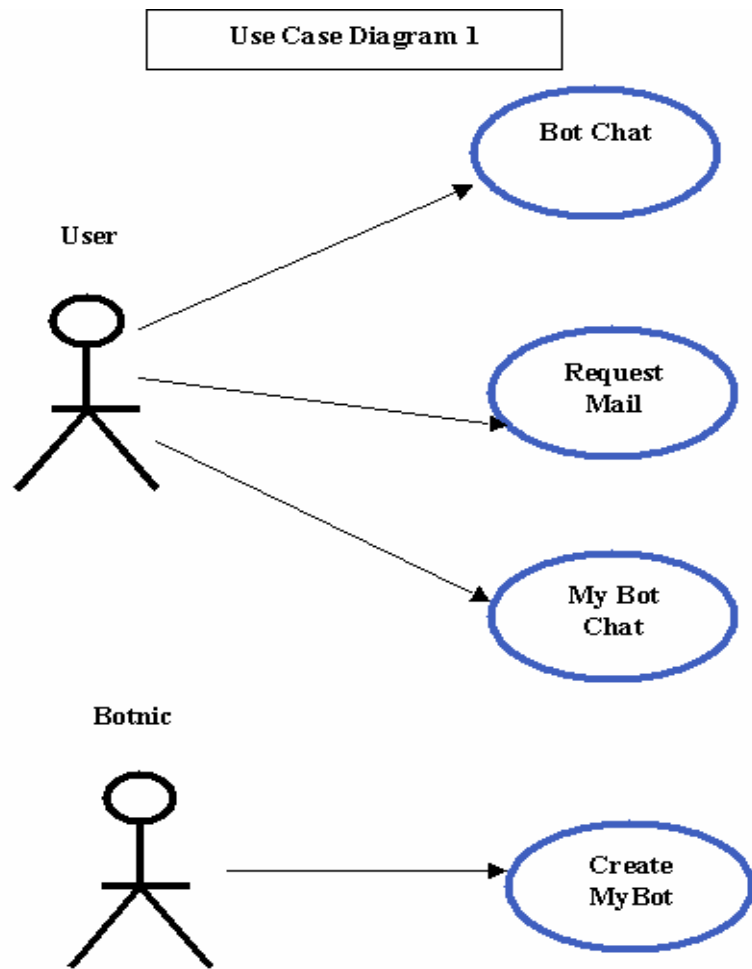 Use Case Diagram 1
Bot Chat
User
Request
Mail
My Bot
Chat
Botnic
Create
MyBot